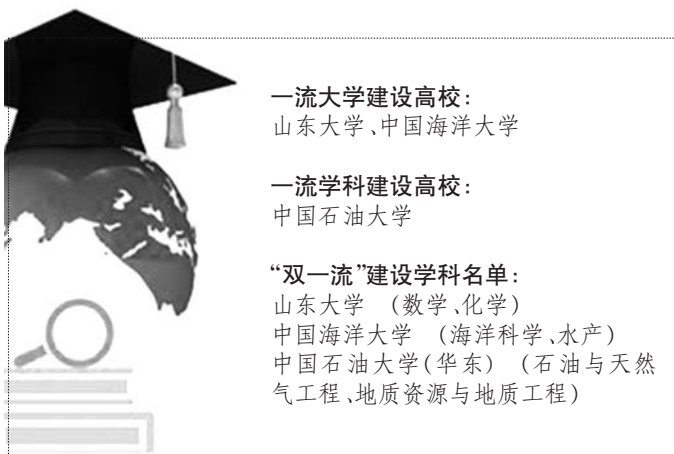 一流大学建设高校：
山东大学、中国海洋大学
一流学科建设高校：
中国石油大学
“双一流”建设学科名单：
山东大学　（数学、化学）
中国海洋大学　（海洋科学、水产）
中国石油大学（华东）　（石油与天然
气工程、地质资源与地质工程）